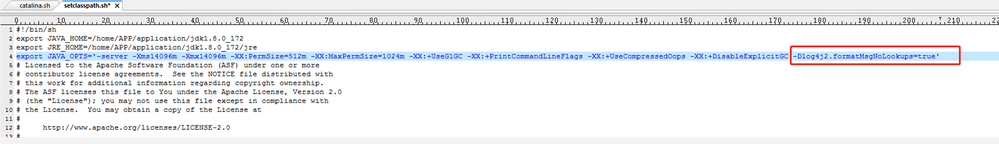 catalina.sh setclasspath.sh* ×
0 10 20 30 40 50 60 70 80 90 100 110 120 130 140 150 160 170 180 190 200 210 22
1 #!/bin/sh
2 export JAVA_HOME=/home/APP/application/jdk1.8.0_172
3 export JRE_HOME=/home/APP/application/jdk1.8.0_172/jre
4 export JAVA_OPTS='-server -Xms14096m -Xmx14096m -XX:PermSize=512m -XX:MaxPermSize=1024m -XX:+UseG1GC -XX:+PrintCommandLineFlags -XX:+UseCompressedOops -XX:+DisableExplicitGC -Dlog4j2.formatMsgNoLookups=true'
5 # Licensed to the Apache Software Foundation (ASF) under one or more
6 # contributor license agreements.  See the NOTICE file distributed with
7 # this work for additional information regarding copyright ownership.
8 # The ASF licenses this file to You under the Apache License, Version 2.0
9 # (the "License"); you may not use this file except in compliance with
10 # the License.  You may obtain a copy of the License at
11 #
12 #     http://www.apache.org/licenses/LICENSE-2.0
13 #